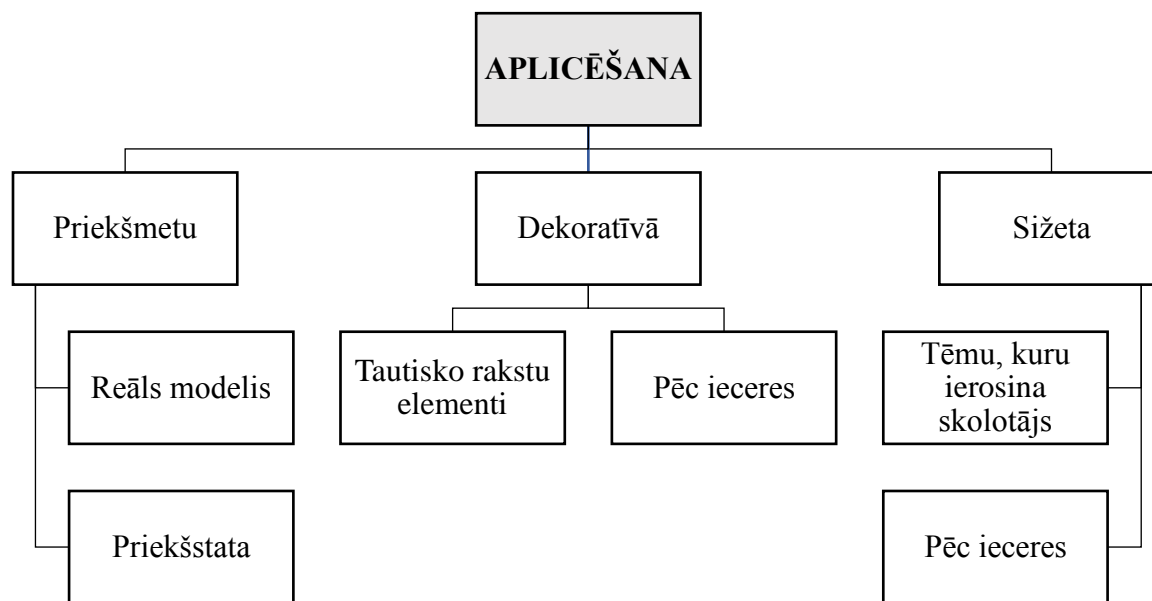 APLICĒŠANA
Priekšmetu
Dekoratīvā
Sižeta
Reāls modelis
Tautisko rakstu
elementi
Pēc ieceres
Tēmu, kuru
ierosina
skolotājs
Priekšstata
Pēc ieceres